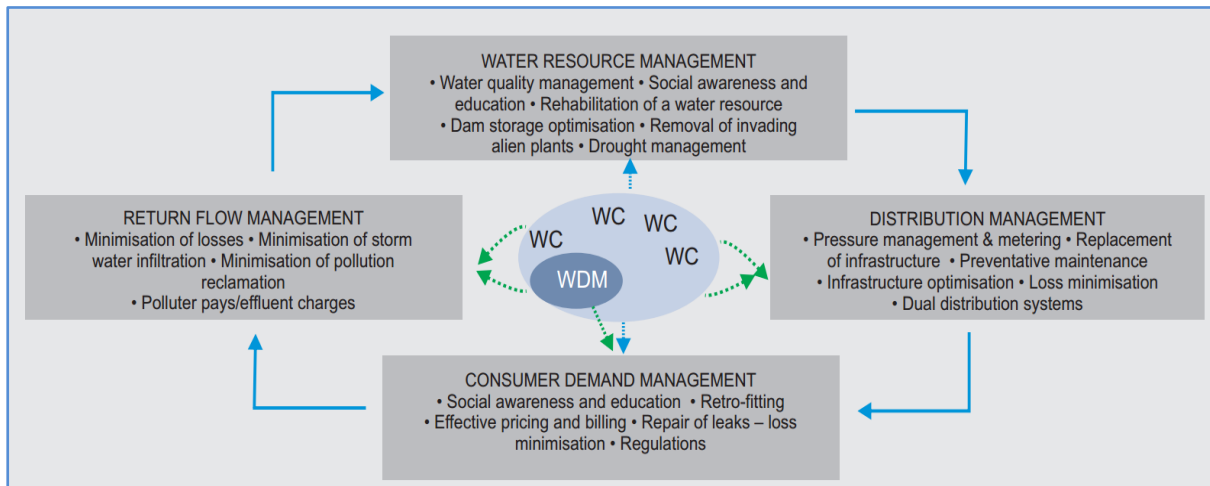 WATER RESOURCE MANAGEMENT
• Water quality management • Social awareness and
education • Rehabilitation of a water resource
• Dam storage optimisation • Removal of invading
alien plants • Drought management
RETURN FLOW MANAGEMENT
• Minimisation of losses • Minimisation of storm
water infiltration • Minimisation of pollution
reclamation
• Polluter pays/effluent charges
WC
WC
WC
WC
WDM
DISTRIBUTION MANAGEMENT
• Pressure management & metering • Replacement
of infrastructure • Preventative maintenance
• Infrastructure optimisation • Loss minimisation
• Dual distribution systems
CONSUMER DEMAND MANAGEMENT
• Social awareness and education • Retro-fitting
• Effective pricing and billing • Repair of leaks – loss
minimisation • Regulations